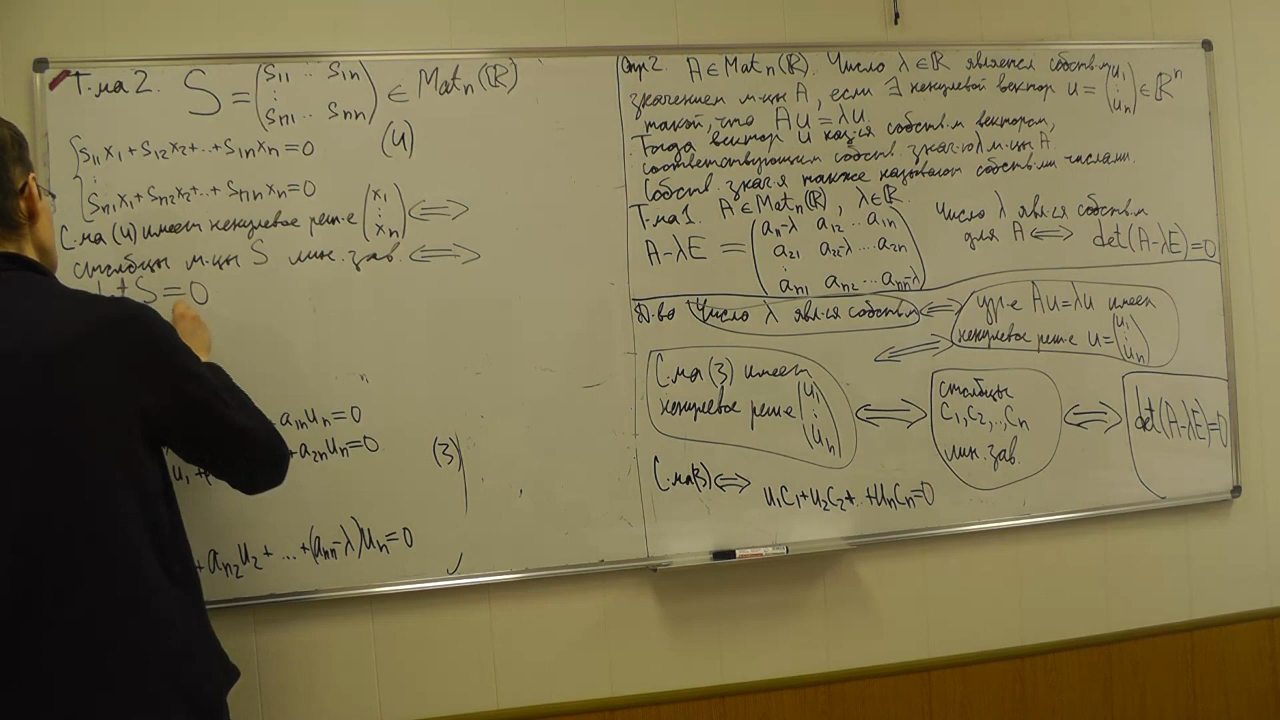 Т-ма 2. S = (s₁₁ .. s₁ₙ
⋮
sₙ₁ .. sₙₙ) ∈ Matₙ(ℝ)
{s₁₁x₁ + s₁₂x₂ + .. + s₁ₙxₙ = 0
⋮ (4)
sₙ₁x₁ + sₙ₂x₂ + .. + sₙₙxₙ = 0
С-ма (4) имеет ненулевое реш-е (x₁ ⋮ xₙ) ⟺
столбцы м-цы S лин. зав. ⟺
t S = 0
a₁ₙuₙ = 0
+ a₂ₙuₙ = 0 (3)
u₁ + (
+ aₙ₂u₂ + ... + (aₙₙ-λ)uₙ = 0
Опр 2. A ∈ Matₙ(ℝ). Число λ ∈ ℝ является собств-м
значением м-цы A, если ∃ ненулевой вектор u = (u₁ ⋮ uₙ) ∈ ℝⁿ
такой, что Au = λu.
Тогда вектор u наз-ся собств-м вектором,
соответствующим собств. знач-ю λ м-цы A.
Собств. знач-я также называют собств-ми числами.
Т-ма 1. A ∈ Matₙ(ℝ), λ ∈ ℝ.
A-λE = (a₁₁-λ a₁₂ .. a₁ₙ
a₂₁ a₂₂-λ ... a₂ₙ
⋮
aₙ₁ aₙ₂ ... aₙₙ-λ)
Число λ явл-ся собств-м
для A ⟺ det(A-λE)=0
Д-во Число λ явл-ся собств ⟺ ур-е Au = λu имеет
ненулевое реш-е u = (u₁ ⋮ uₙ)
⟺
С-ма (3) имеет
ненулевое реш-е (u₁ ⋮ uₙ) ⟺
столбцы
C₁, C₂, .., Cₙ
лин. зав.
⟺ det(A-λE)=0
С-ма(3) ⟺ u₁C₁ + u₂C₂ + .. + uₙCₙ = 0